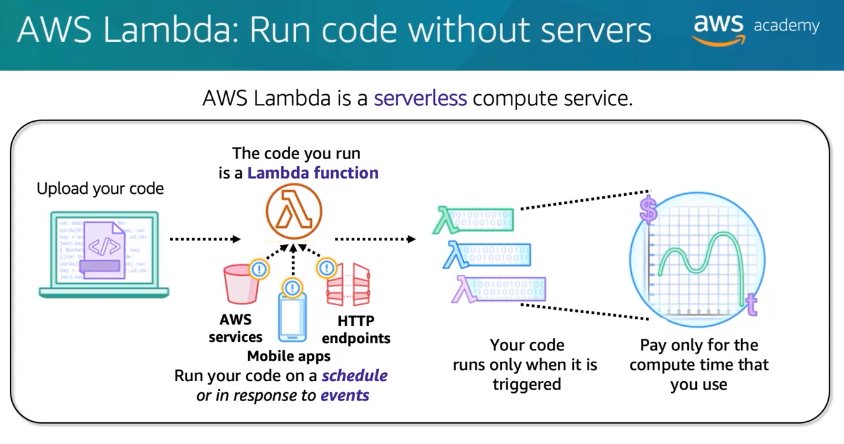 AWS Lambda: Run code without servers
aws academy
AWS Lambda is a serverless compute service.
Upload your code
</>
The code you run
is a Lambda function
λ
AWS
services
Mobile apps
HTTP
endpoints
Run your code on a schedule
or in response to events
λ
λ
λ
Your code
runs only when it is
triggered
$
t
Pay only for the
compute time that
you use